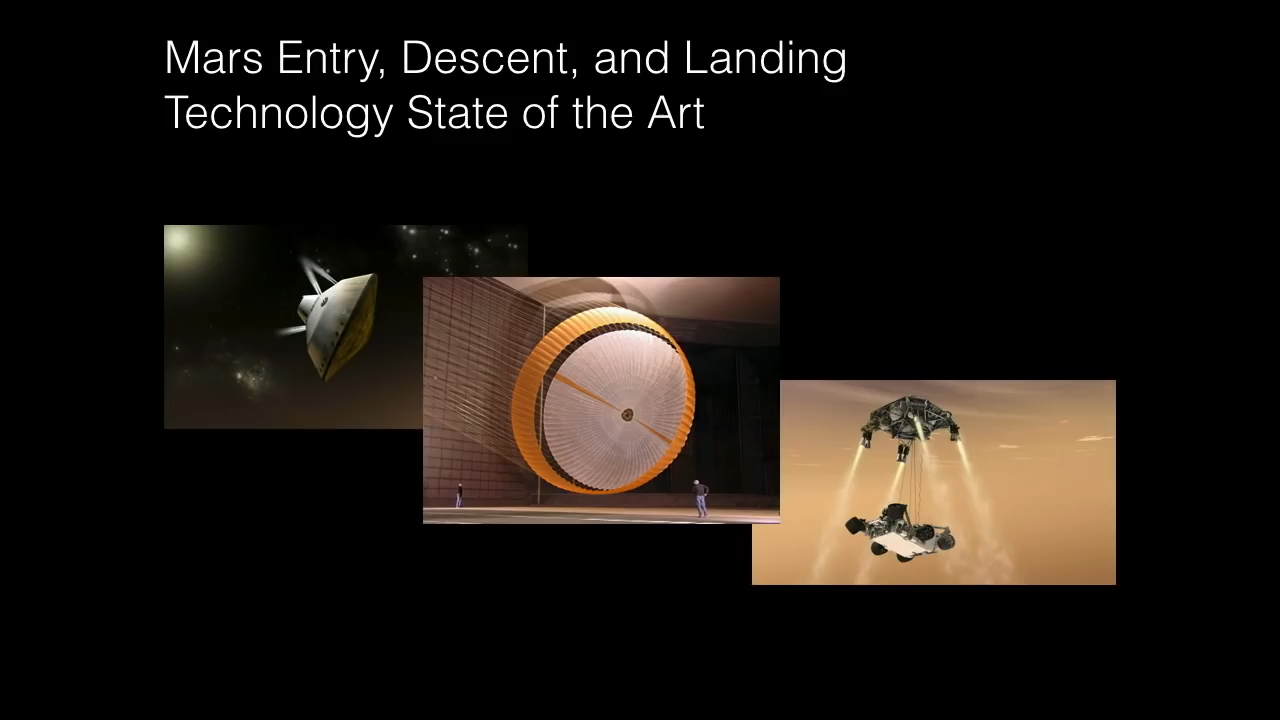 Mars Entry, Descent, and Landing
Technology State of the Art